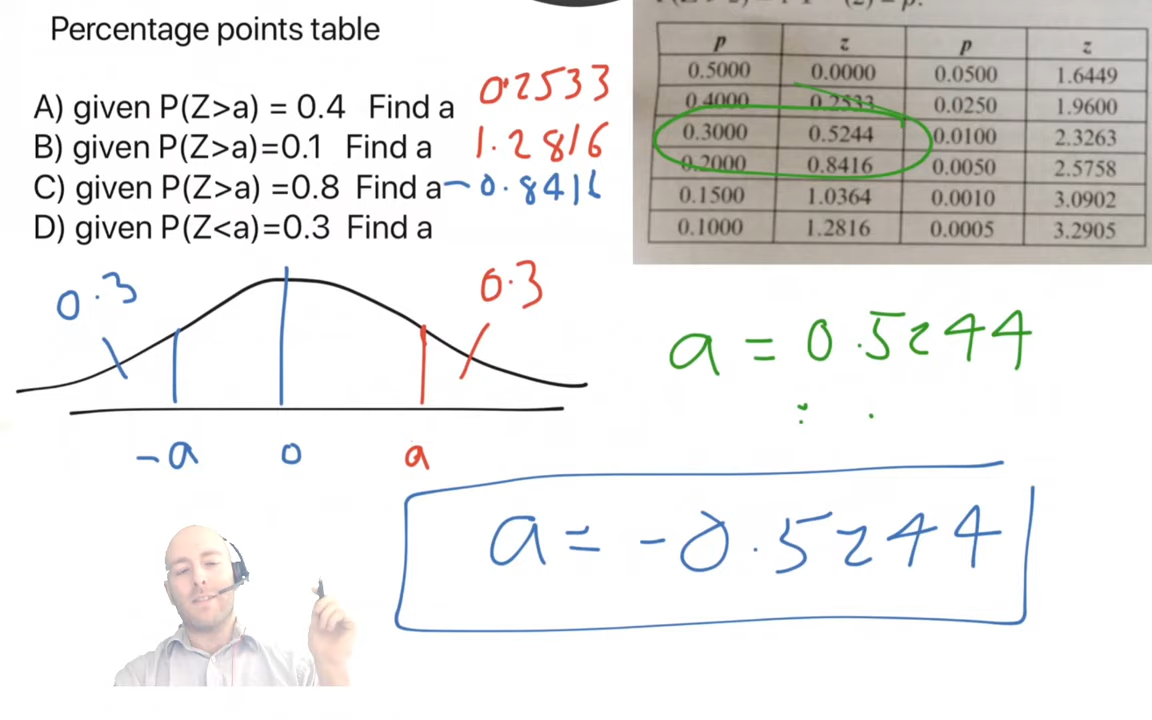 Percentage points table
A) given P(Z>a) = 0.4 Find a 0.2533
B) given P(Z>a)=0.1 Find a 1.2816
C) given P(Z>a) =0.8 Find a -0.8416
D) given P(Z<a)=0.3 Find a
p z p z
0.5000 0.0000 0.0500 1.6449
0.4000 0.2533 0.0250 1.9600
0.3000 0.5244 0.0100 2.3263
0.2000 0.8416 0.0050 2.5758
0.1500 1.0364 0.0010 3.0902
0.1000 1.2816 0.0005 3.2905
0.3 0.3
-a 0 a
a = 0.5244
a = -0.5244